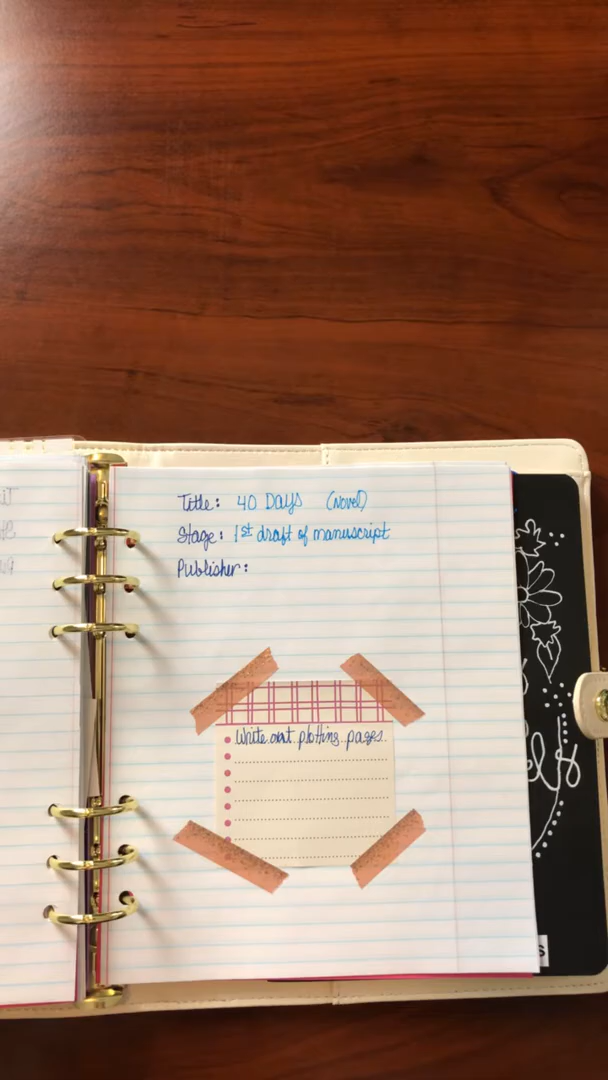 Title: 40 Days (Novel)
Stage: 1st draft of manuscript
Publisher:
Write out plotting pages.